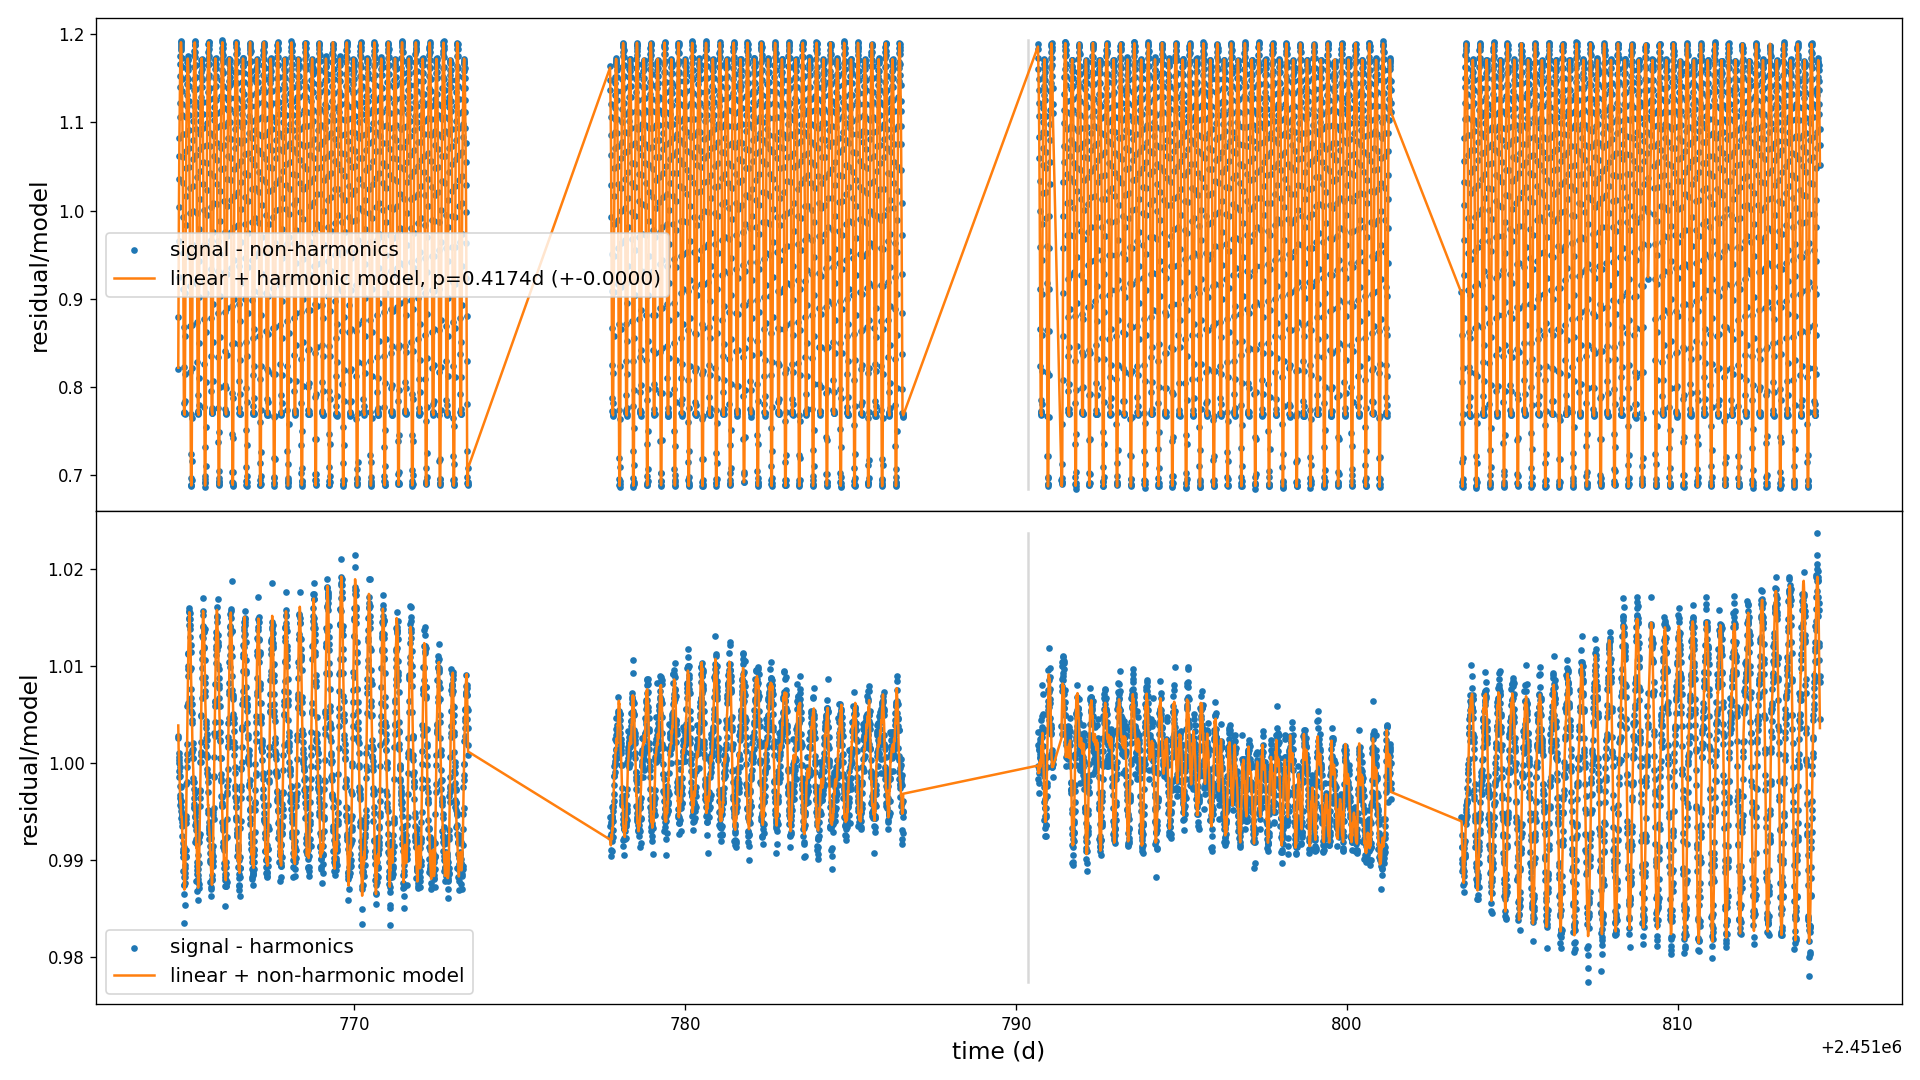 1.2
1.1
1.0
0.9
0.8
0.7
residual/model
signal - non-harmonics
linear + harmonic model, p=0.4174d (+-0.0000)
1.02
1.01
1.00
0.99
0.98
residual/model
signal - harmonics
linear + non-harmonic model
770
780
790
800
810
time (d)
+2.451e6